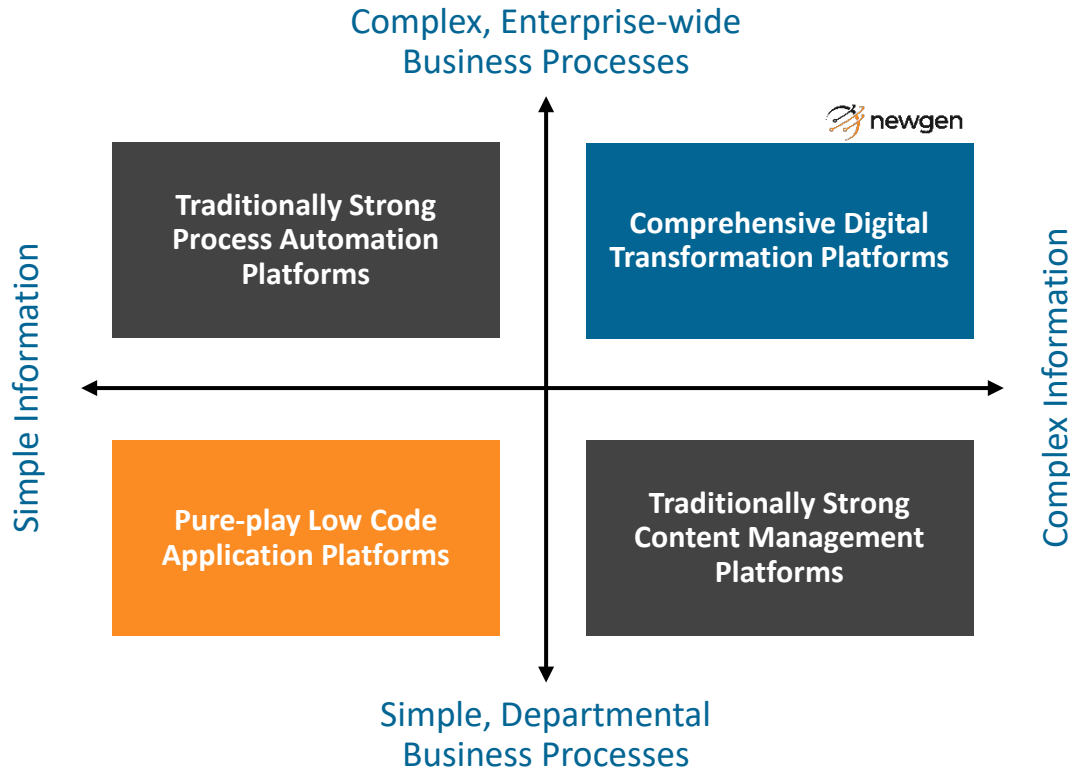 Complex, Enterprise-wide
Business Processes
newgen
Traditionally Strong
Process Automation
Platforms
Comprehensive Digital
Transformation Platforms
Simple Information
Complex Information
Pure-play Low Code
Application Platforms
Traditionally Strong
Content Management
Platforms
Simple, Departmental
Business Processes